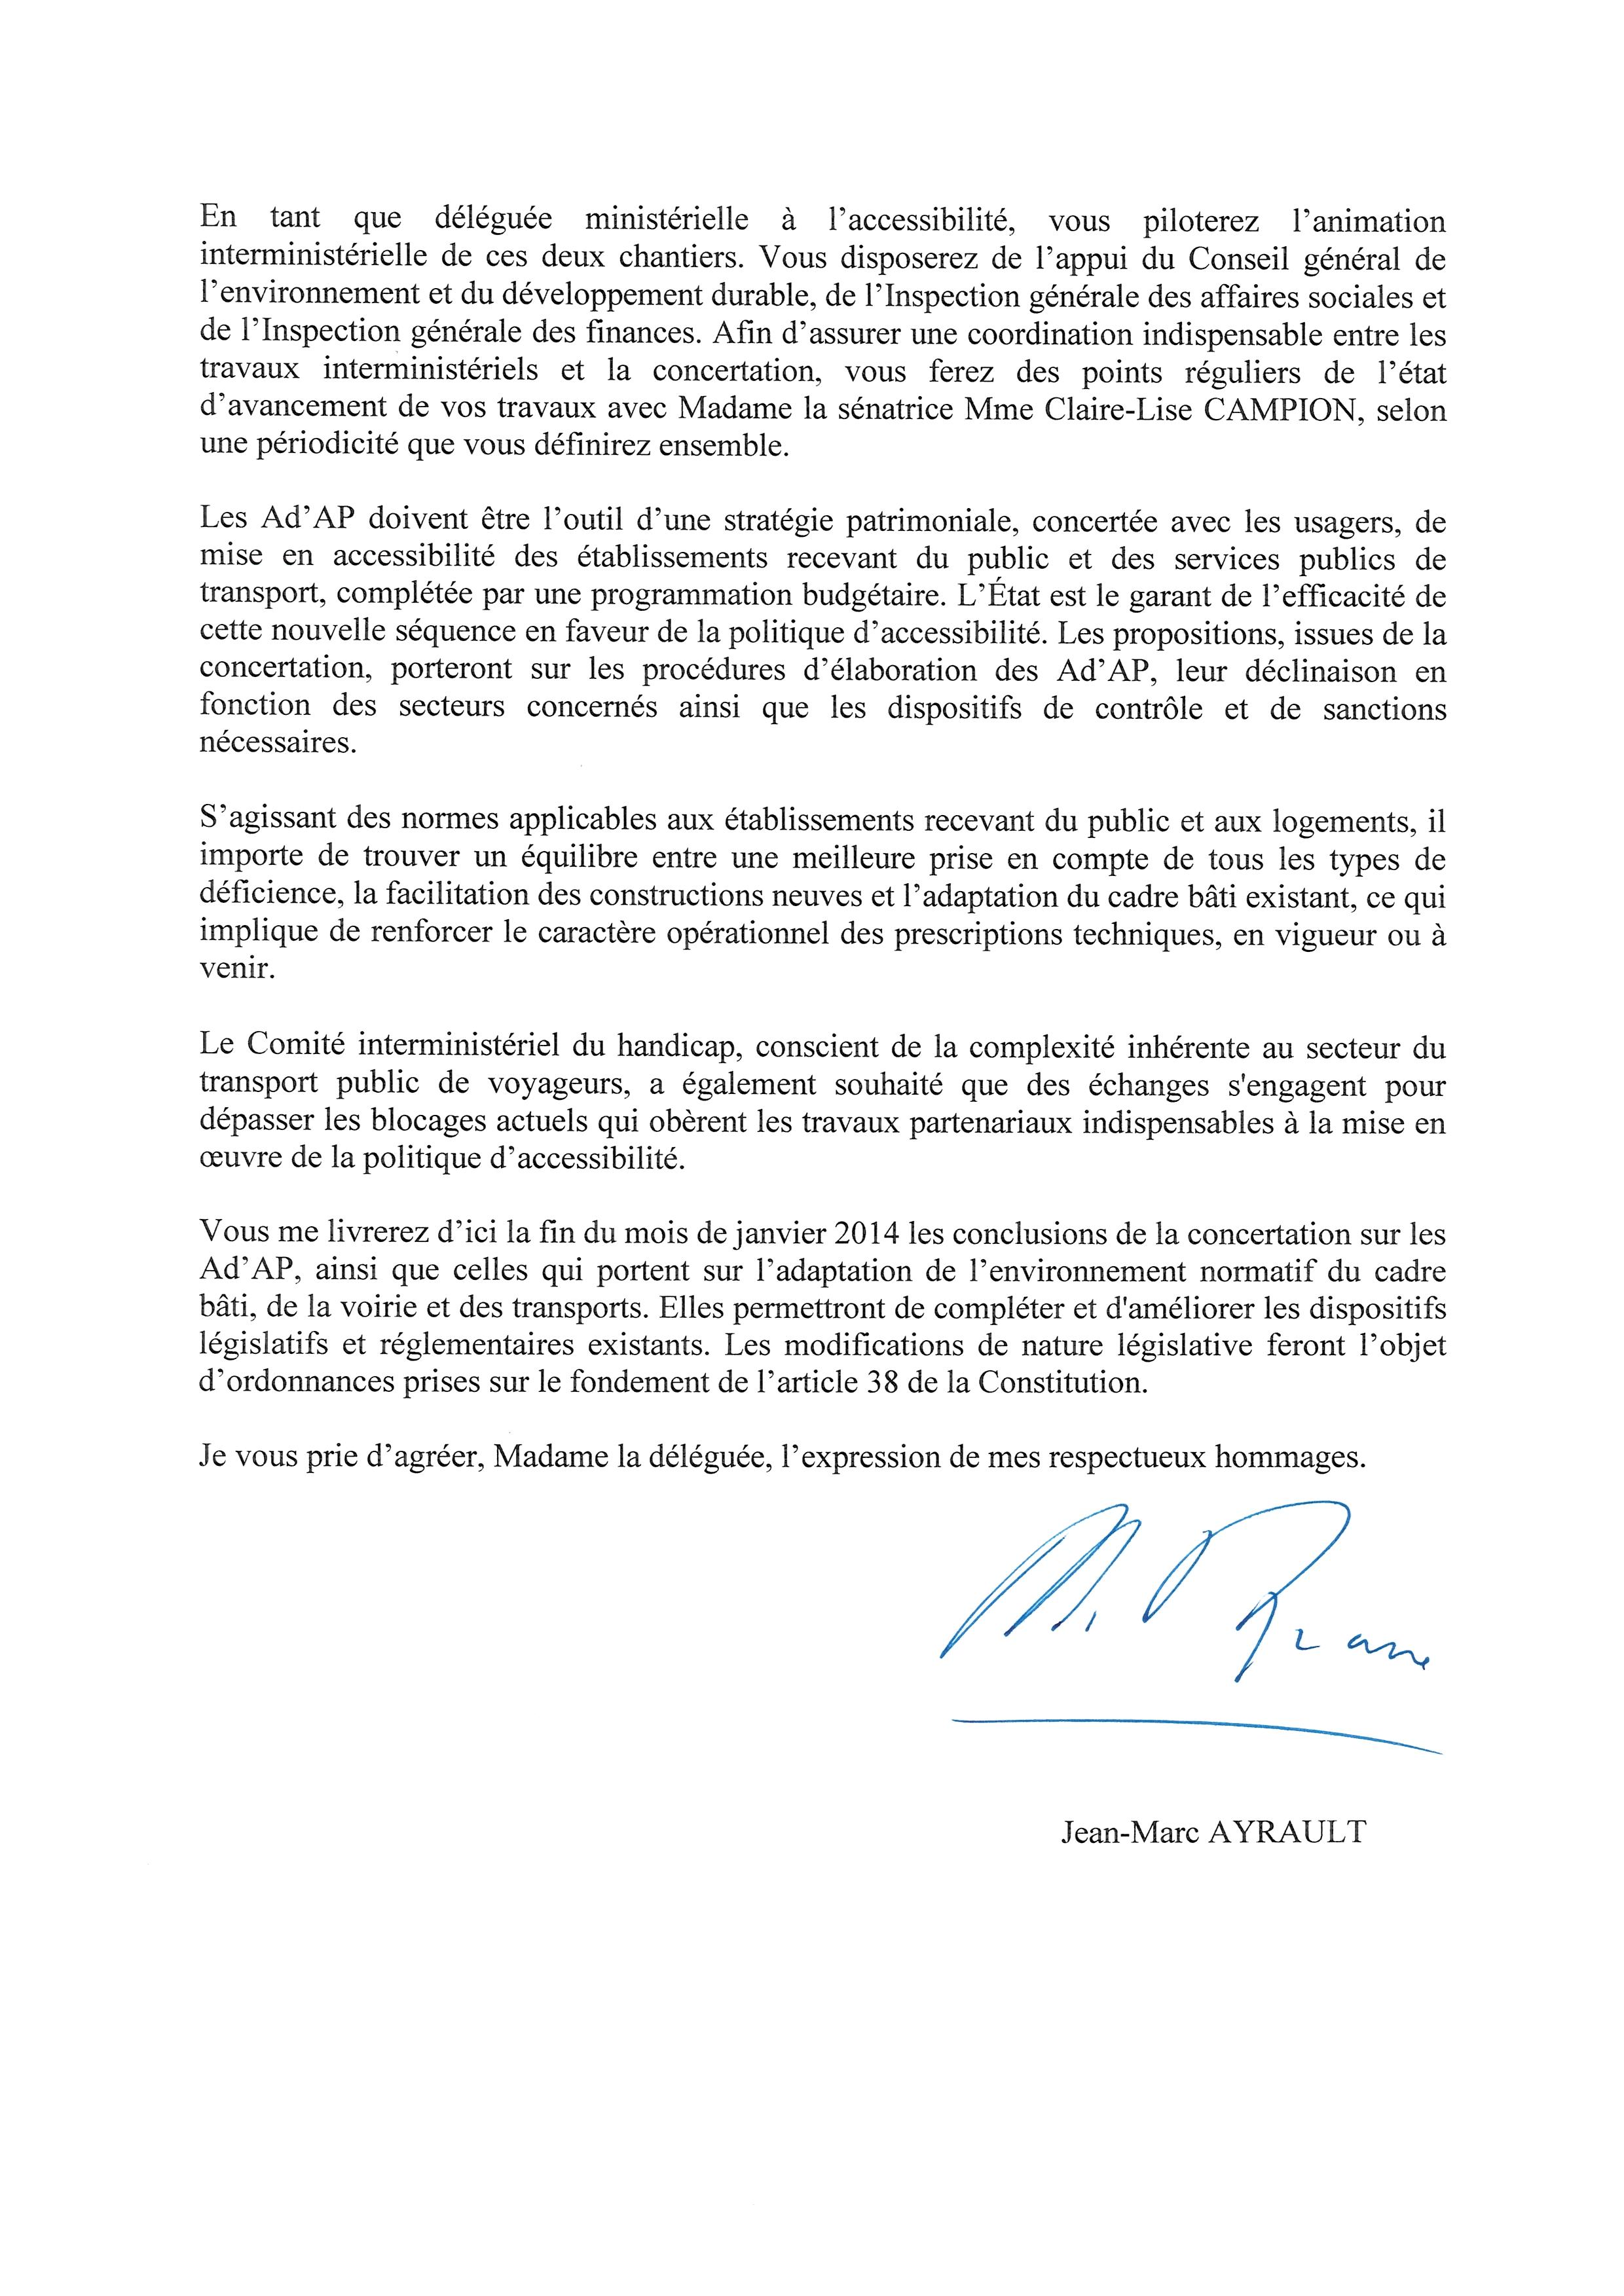 En tant que déléguée ministérielle à l’accessibilité, vous piloterez l’animation
interministérielle de ces deux chantiers. Vous disposerez de l’appui du Conseil général de
l’environnement et du développement durable, de l’Inspection générale des affaires sociales et
de l’Inspection générale des finances. Afin d’assurer une coordination indispensable entre les
travaux interministériels et la concertation, vous ferez des points réguliers de l’état
d’avancement de vos travaux avec Madame la sénatrice Mme Claire-Lise CAMPION, selon
une périodicité que vous définirez ensemble.
Les Ad’AP doivent être l’outil d’une stratégie patrimoniale, concertée avec les usagers, de
mise en accessibilité des établissements recevant du public et des services publics de
transport, complétée par une programmation budgétaire. L’État est le garant de l’efficacité de
cette nouvelle séquence en faveur de la politique d’accessibilité. Les propositions, issues de la
concertation, porteront sur les procédures d’élaboration des Ad’AP, leur déclinaison en
fonction des secteurs concernés ainsi que les dispositifs de contrôle et de sanctions
nécessaires.
S’agissant des normes applicables aux établissements recevant du public et aux logements, il
importe de trouver un équilibre entre une meilleure prise en compte de tous les types de
déficience, la facilitation des constructions neuves et l’adaptation du cadre bâti existant, ce qui
implique de renforcer le caractère opérationnel des prescriptions techniques, en vigueur ou à
venir.
Le Comité interministériel du handicap, conscient de la complexité inhérente au secteur du
transport public de voyageurs, a également souhaité que des échanges s'engagent pour
dépasser les blocages actuels qui obèrent les travaux partenariaux indispensables à la mise en
œuvre de la politique d’accessibilité.
Vous me livrerez d’ici la fin du mois de janvier 2014 les conclusions de la concertation sur les
Ad’AP, ainsi que celles qui portent sur l’adaptation de l’environnement normatif du cadre
bâti, de la voirie et des transports. Elles permettront de compléter et d'améliorer les dispositifs
législatifs et réglementaires existants. Les modifications de nature législative feront l’objet
d’ordonnances prises sur le fondement de l’article 38 de la Constitution.
Je vous prie d’agréer, Madame la déléguée, l’expression de mes respectueux hommages.
Jean-Marc AYRAULT